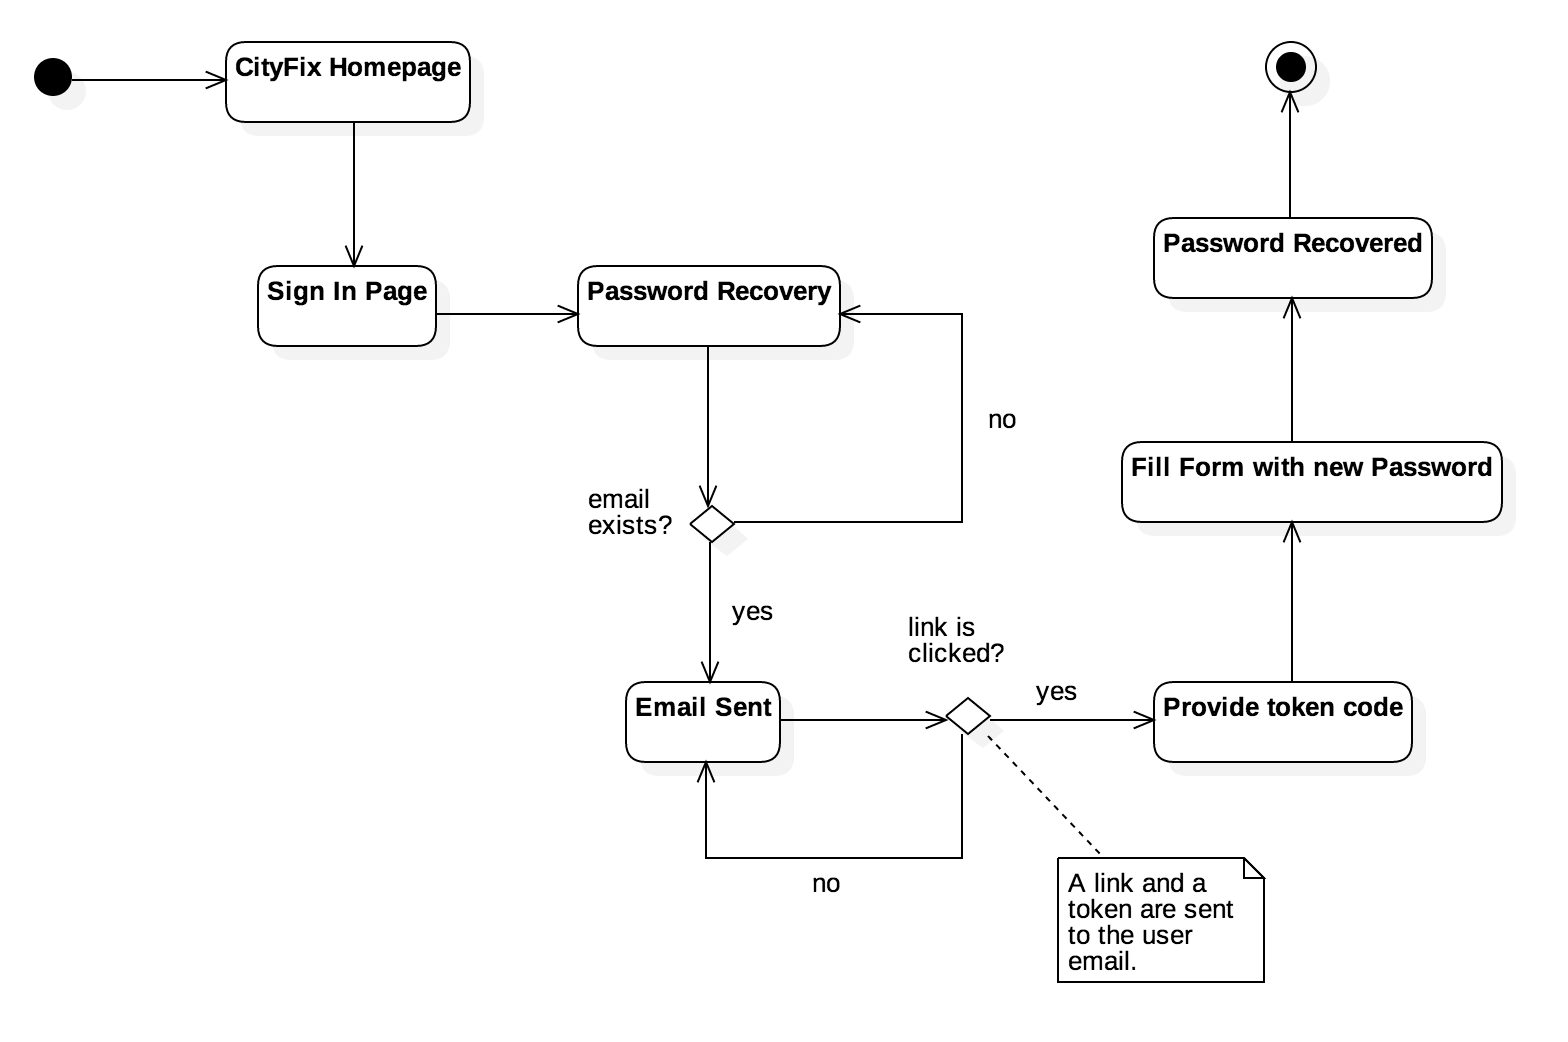 CityFix Homepage
Sign In Page
Password Recovery
no
email
exists?
yes
Email Sent
link is
clicked?
yes
no
A link and a
token are sent
to the user
email.
Provide token code
Fill Form with new Password
Password Recovered